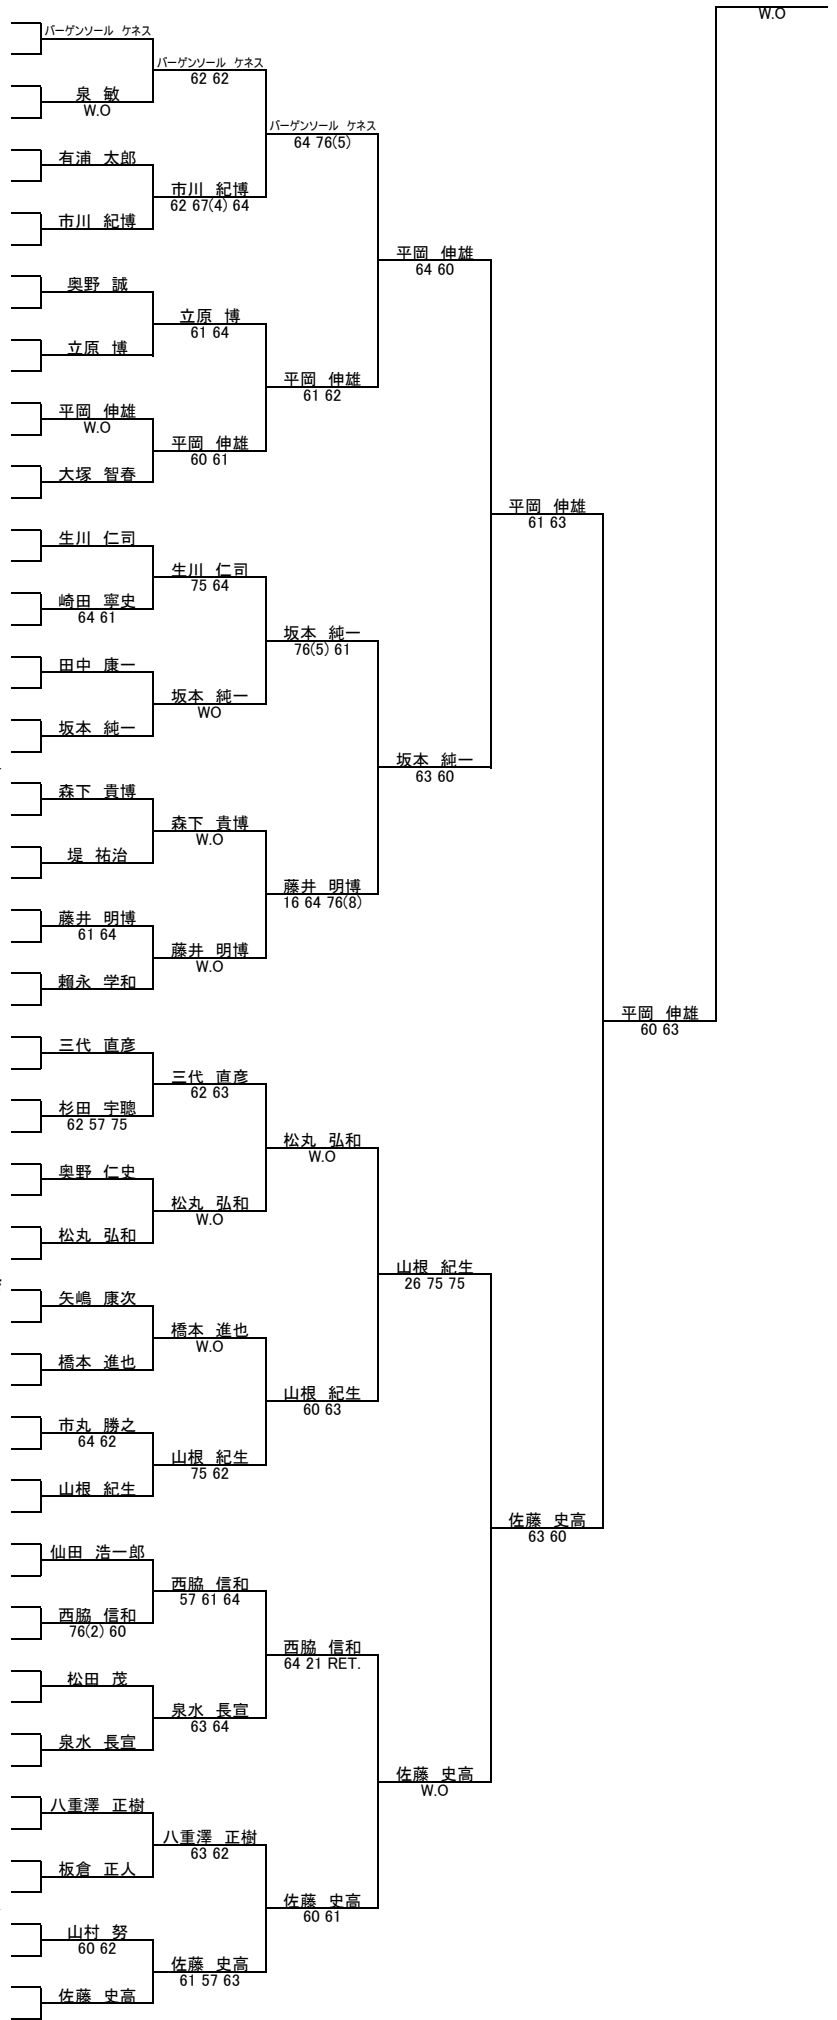 W.O
バーゲンソール ケネス
バーゲンソール ケネス
62 62
泉 敏
W.O
バーゲンソール ケネス
64 76(5)
有浦 太郎
市川 紀博
62 67(4) 64
市川 紀博
平岡 伸雄
64 60
奥野 誠
立原 博
61 64
立原 博
平岡 伸雄
61 62
平岡 伸雄
W.O
平岡 伸雄
60 61
大塚 智春
平岡 伸雄
61 63
生川 仁司
生川 仁司
75 64
崎田 寧史
64 61
坂本 純一
76(5) 61
田中 康一
坂本 純一
WO
坂本 純一
坂本 純一
63 60
森下 貴博
森下 貴博
W.O
堤 祐治
藤井 明博
16 64 76(8)
藤井 明博
61 64
藤井 明博
W.O
賴永 学和
平岡 伸雄
60 63
三代 直彦
三代 直彦
62 63
杉田 宇聰
62 57 75
松丸 弘和
W.O
奥野 仁史
松丸 弘和
W.O
松丸 弘和
山根 紀生
26 75 75
矢嶋 康次
橋本 進也
W.O
橋本 進也
山根 紀生
60 63
市丸 勝之
64 62
山根 紀生
75 62
山根 紀生
佐藤 史高
63 60
仙田 浩一郎
西脇 信和
57 61 64
西脇 信和
76(2) 60
西脇 信和
64 21 RET.
松田 茂
泉水 長宣
63 64
泉水 長宣
佐藤 史高
W.O
八重澤 正樹
八重澤 正樹
63 62
板倉 正人
佐藤 史高
60 61
山村 努
60 62
佐藤 史高
61 57 63
佐藤 史高